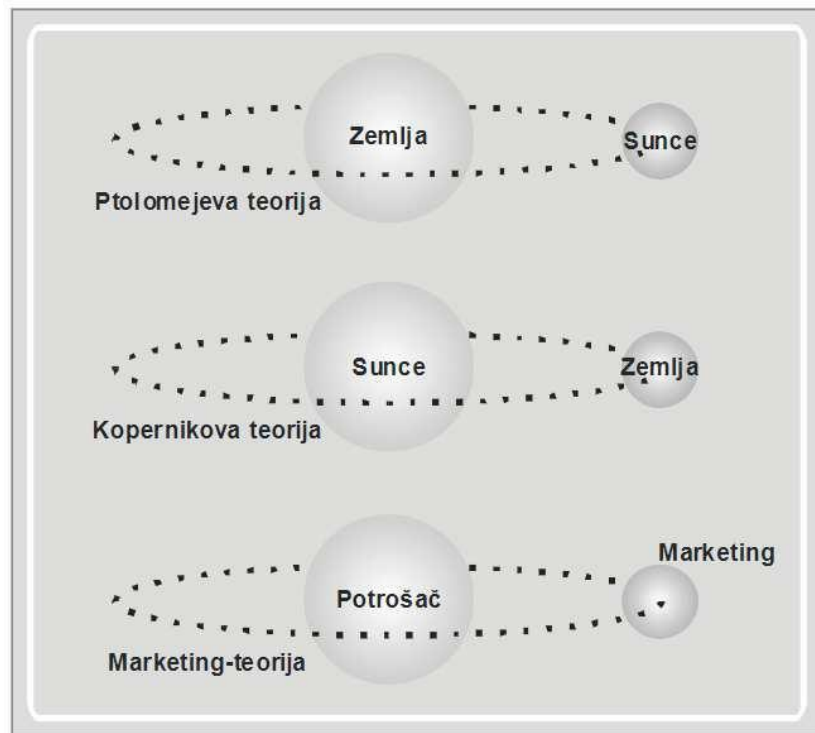 Zemlja
Sunce
Ptolomejeva teorija
Sunce
Zemlja
Kopernikova teorija
Marketing
Potrošač
Marketing-teorija